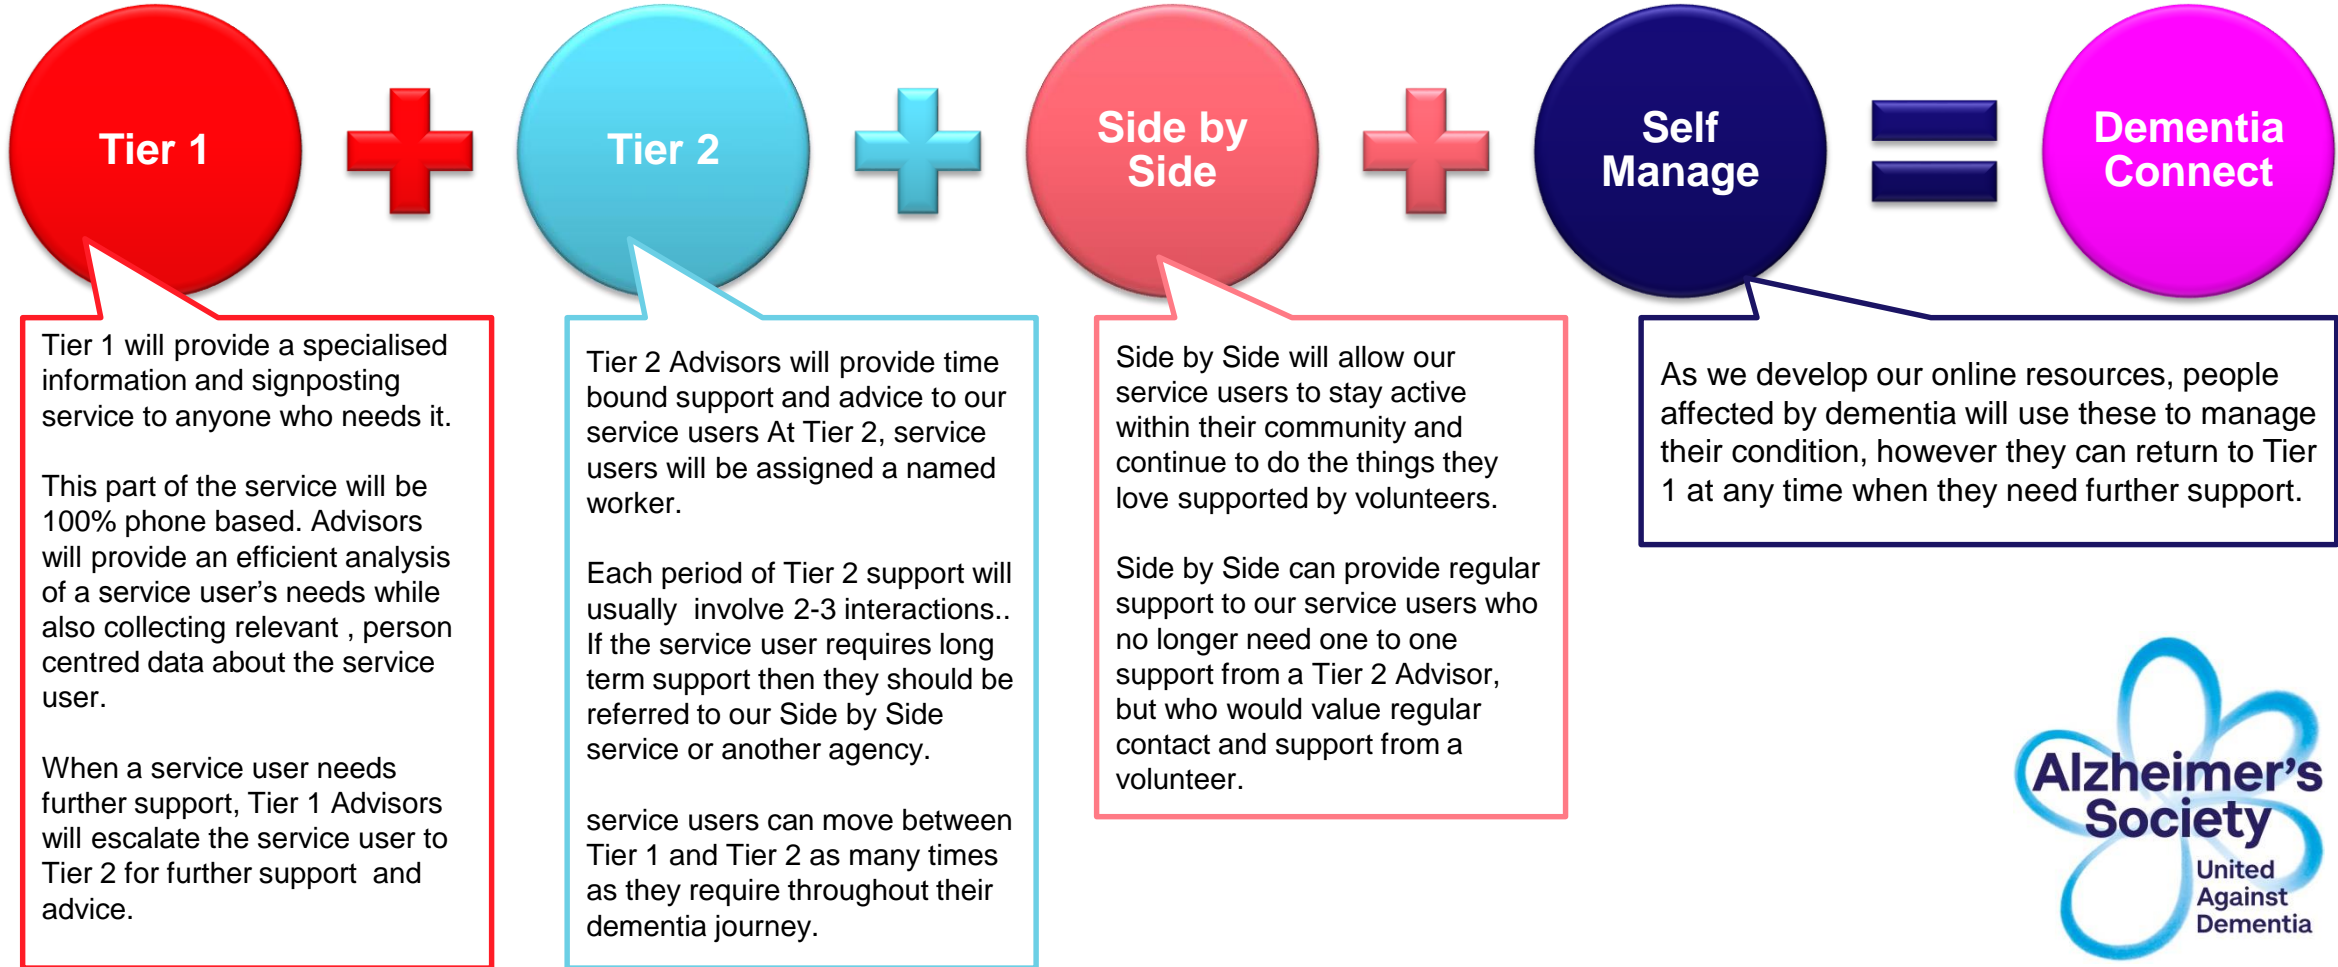 Tier 1
Tier 2
Side by
Side
Self
Manage
Dementia
Connect
Tier 1 will provide a specialised
information and signposting
service to anyone who needs it.
This part of the service will be
100% phone based. Advisors
will provide an efficient analysis
of a service user’s needs while
also collecting relevant , person
centred data about the service
user.
When a service user needs
further support, Tier 1 Advisors
will escalate the service user to
Tier 2 for further support  and
advice.
Tier 2 Advisors will provide time
bound support and advice to our
service users At Tier 2, service
users will be assigned a named
worker.
Each period of Tier 2 support will
usually  involve 2-3 interactions..
If the service user requires long
term support then they should be
referred to our Side by Side
service or another agency.
service users can move between
Tier 1 and Tier 2 as many times
as they require throughout their
dementia journey.
Side by Side will allow our
service users to stay active
within their community and
continue to do the things they
love supported by volunteers.
Side by Side can provide regular
support to our service users who
no longer need one to one
support from a Tier 2 Advisor,
but who would value regular
contact and support from a
volunteer.
As we develop our online resources, people
affected by dementia will use these to manage
their condition, however they can return to Tier
1 at any time when they need further support.
Alzheimer’s
Society
United
Against
Dementia